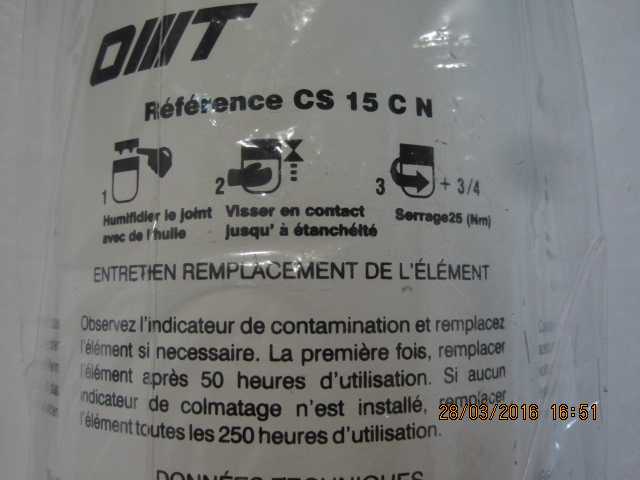 OMT
Référence CS 15 C N
1
2
3 + 3/4
Humidifier le joint
avec de l'huile
Visser en contact
jusqu' à étanchéité
Serrage25 (Nm)
ENTRETIEN REMPLACEMENT DE L'ÉLÉMENT
Observez l'indicateur de contamination et remplacez
l'élément si necessaire. La première fois, remplacer
l'élément après 50 heures d'utilisation. Si aucun
indicateur de colmatage n'est installé, remplacer
l'élément toutes les 250 heures d'utilisation.
28/03/2016 16:51
DONNÉES TECHNIQUES